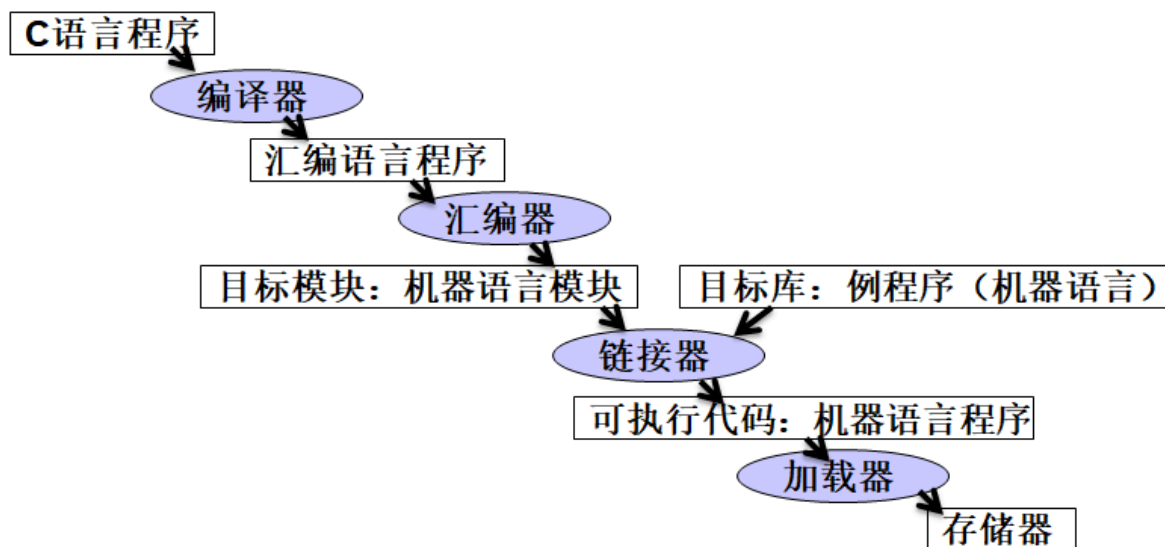 C语言程序
编译器
汇编语言程序
汇编器
目标模块：机器语言模块
目标库：例程序（机器语言）
链接器
可执行代码：机器语言程序
加载器
存储器